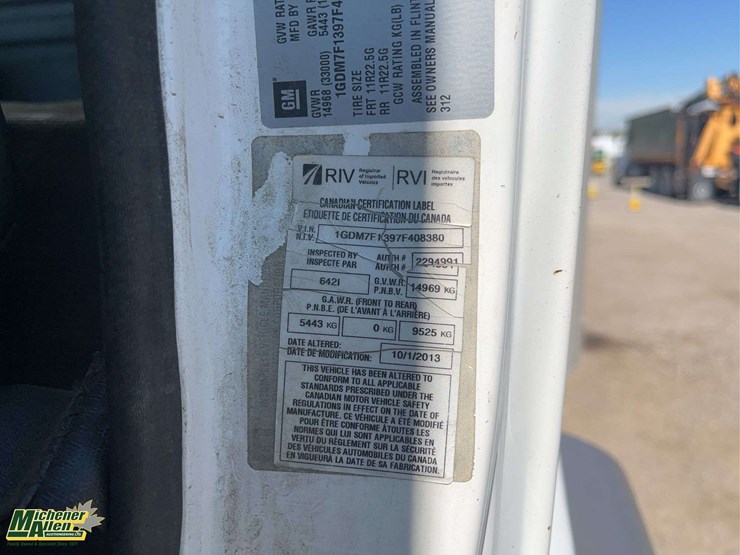 GM
GVWR
14968 (33000)
GAWR F
5443 (1
1GDM7F1397F4
TIRE SIZE
FRT 11R22.5G
RR 11R22.5G
GCW RATING KG(LB)
ASSEMBLED IN FLINT
SEE OWNERS MANUAL
312
RIV Registrar of Imported Vehicles
RVI Registraire des véhicules importés
CANADIAN CERTIFICATION LABEL
ETIQUETTE DE CERTIFICATION DU CANADA
V.I.N.
N.I.V. 1GDM7F1397F408380
INSPECTED BY AUTH # 2294991
INSPECTE PAR AUTH #
642I G.V.W.R. 14969 KG
P.N.B.V.
G.A.W.R. (FRONT TO REAR)
P.N.B.E. (DE L'AVANT À L'ARRIÈRE)
5443 KG 0 KG 9525 KG
DATE ALTERED: 10/1/2013
DATE DE MODIFICATION:
THIS VEHICLE HAS BEEN ALTERED TO
CONFORM TO ALL APPLICABLE
STANDARDS PRESCRIBED UNDER THE
CANADIAN MOTOR VEHICLE SAFETY
REGULATIONS IN EFFECT ON THE DATE OF
MANUFACTURE. CE VÉHICULE A ÉTÉ MODIFIÉ
POUR ÊTRE CONFORME À TOUTES LES
NORMES QUI LUI SONT APPLICABLES EN
VERTU DU RÈGLEMENT SUR LA SÉCURITÉ
DES VÉHICULES AUTOMOBILES DU CANADA
EN VIGUEUR LA DATE DE SA FABRICATION.
Michener
Allen
AUCTIONEERING LTD.